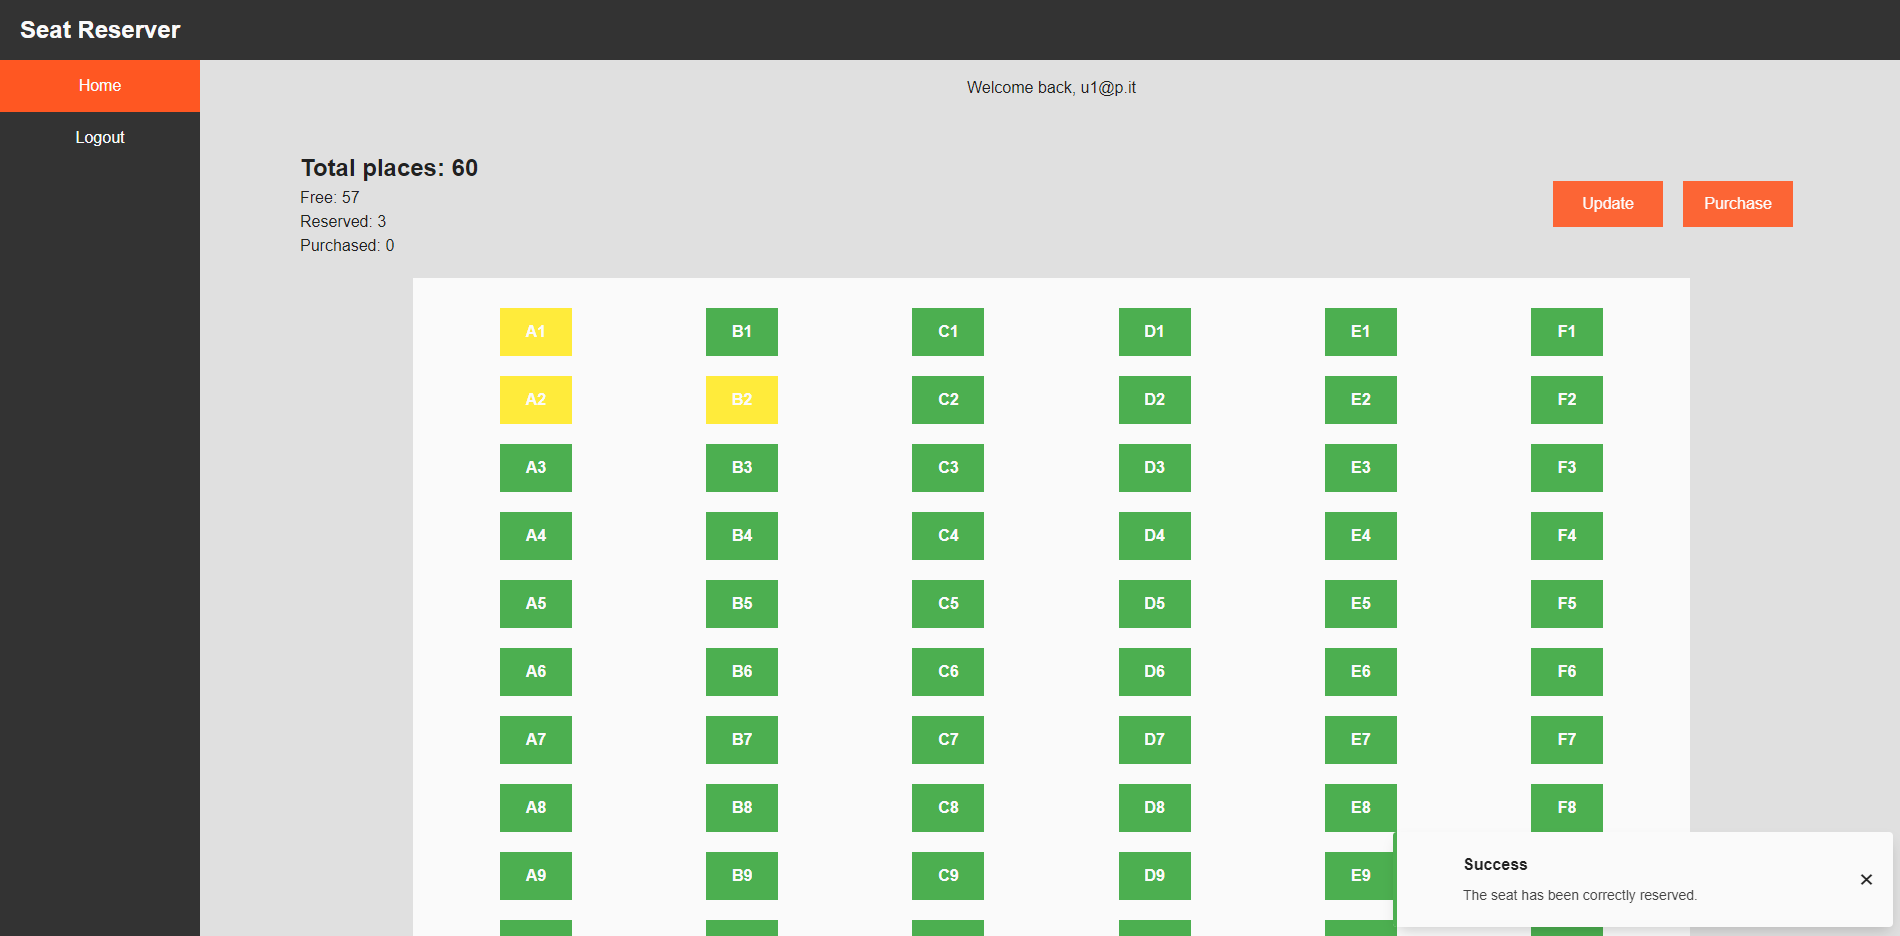 Seat Reserver
Home
Logout
Welcome back, u1@p.it
Total places: 60
Free: 57
Reserved: 3
Purchased: 0
Update Purchase
A1 B1 C1 D1 E1 F1
A2 B2 C2 D2 E2 F2
A3 B3 C3 D3 E3 F3
A4 B4 C4 D4 E4 F4
A5 B5 C5 D5 E5 F5
A6 B6 C6 D6 E6 F6
A7 B7 C7 D7 E7 F7
A8 B8 C8 D8 E8 F8
A9 B9 C9 D9 E9
Success
The seat has been correctly reserved.